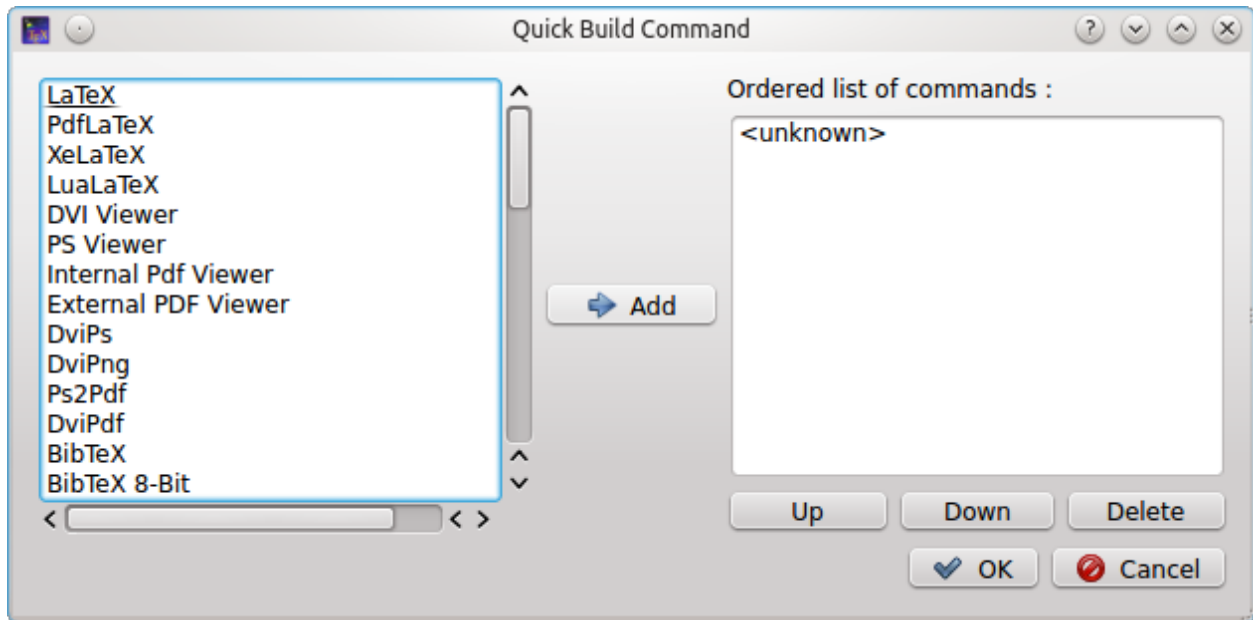 Quick Build Command
LaTeX
PdfLaTeX
XeLaTeX
LuaLaTeX
DVI Viewer
PS Viewer
Internal Pdf Viewer
External PDF Viewer
DviPs
DviPng
Ps2Pdf
DviPdf
BibTeX
BibTeX 8-Bit
Add
Ordered list of commands :
<unknown>
Up Down Delete
OK Cancel